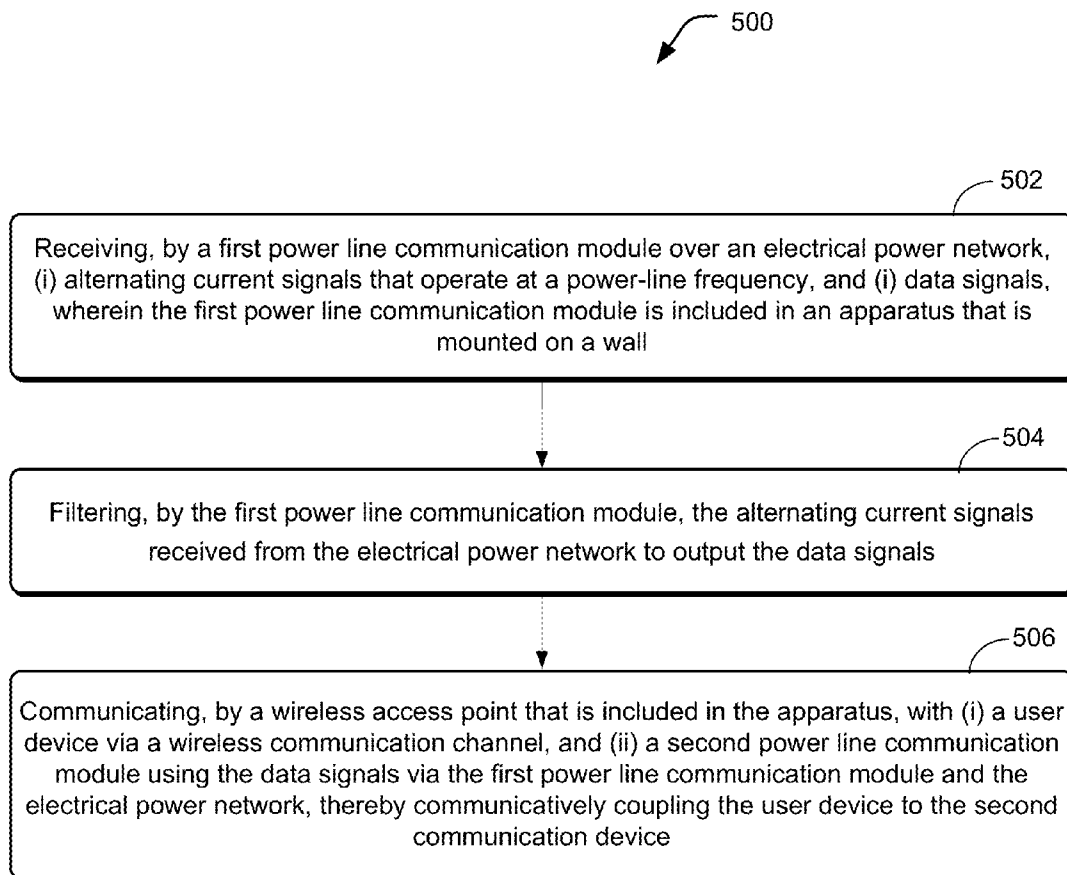 500
502
Receiving, by a first power line communication module over an electrical power network,
(i) alternating current signals that operate at a power-line frequency, and (i) data signals,
wherein the first power line communication module is included in an apparatus that is
mounted on a wall
504
Filtering, by the first power line communication module, the alternating current signals
received from the electrical power network to output the data signals
506
Communicating, by a wireless access point that is included in the apparatus, with (i) a user
device via a wireless communication channel, and (ii) a second power line communication
module using the data signals via the first power line communication module and the
electrical power network, thereby communicatively coupling the user device to the second
communication device